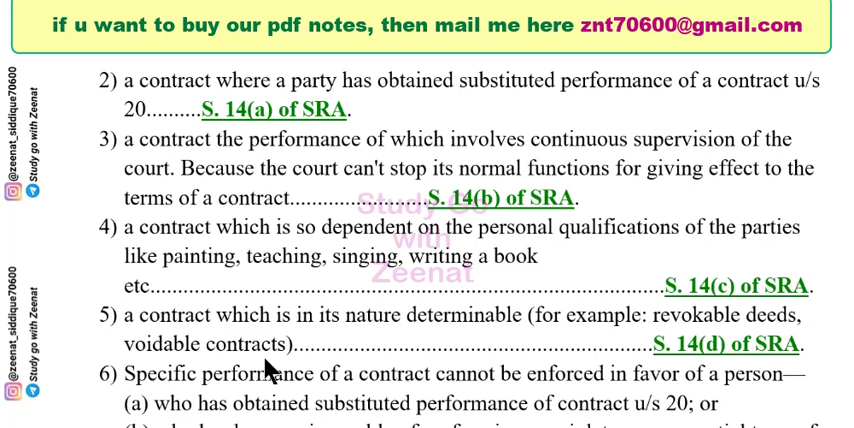 if u want to buy our pdf notes, then mail me here znt70600@gmail.com
@zeenat_siddique70600
Study go with Zeenat
2) a contract where a party has obtained substituted performance of a contract u/s
20..........S. 14(a) of SRA.
3) a contract the performance of which involves continuous supervision of the
court. Because the court can't stop its normal functions for giving effect to the
terms of a contract........................S. 14(b) of SRA.
4) a contract which is so dependent on the personal qualifications of the parties
like painting, teaching, singing, writing a book
etc.........................................................................................S. 14(c) of SRA.
5) a contract which is in its nature determinable (for example: revokable deeds,
voidable contracts)..............................................................S. 14(d) of SRA.
6) Specific performance of a contract cannot be enforced in favor of a person—
(a) who has obtained substituted performance of contract u/s 20; or
Study Go
with
Zeenat
@zeenat_siddique70600
Study go with Zeenat